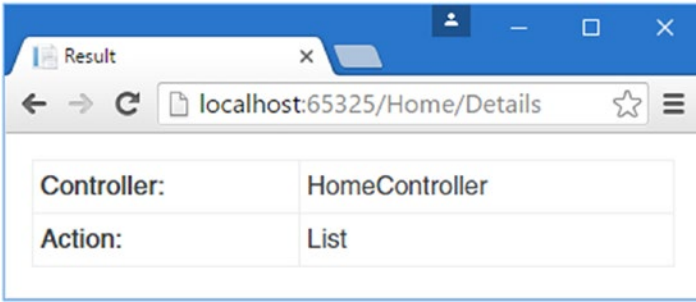 Result
localhost:65325/Home/Details
Controller: HomeController
Action: List